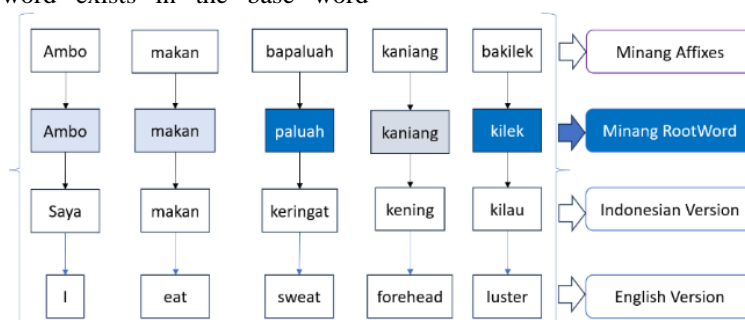 word exists in the base word
Ambo makan bapaluah kaniang bakilek Minang Affixes
Ambo makan paluah kaniang kilek Minang RootWord
Saya makan keringat kening kilau Indonesian Version
I eat sweat forehead luster English Version